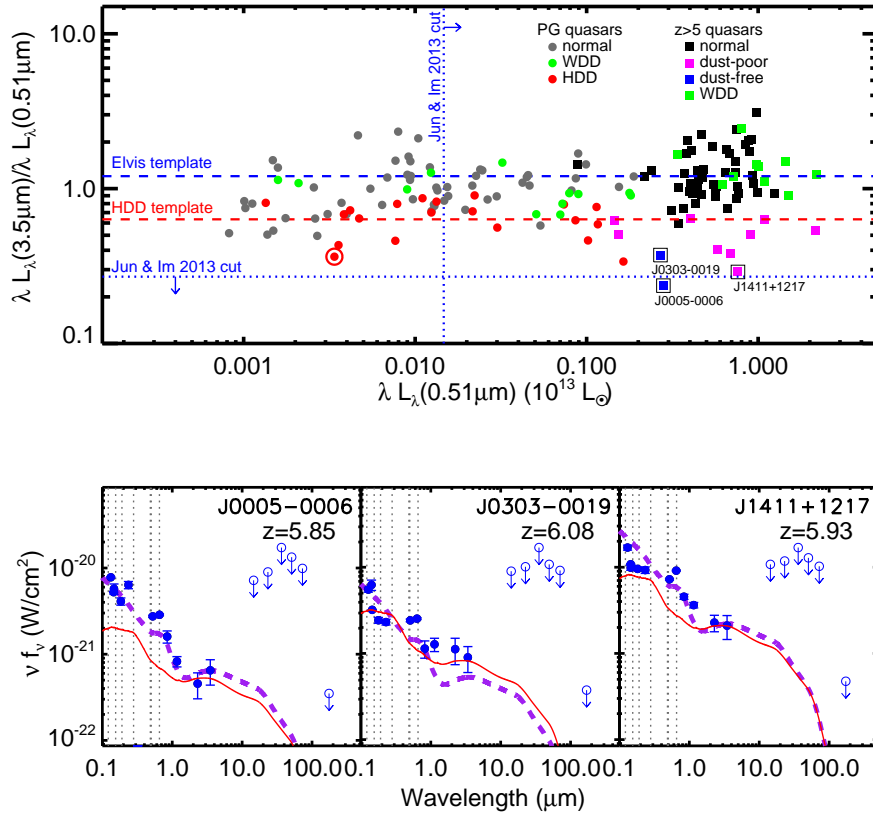 PG quasars
normal
WDD
HDD
z>5 quasars
normal
dust-poor
dust-free
WDD
Jun & Im 2013 cut
Elvis template
HDD template
Jun & Im 2013 cut
J0303-0019
J0005-0006
J1411+1217
λ Lλ(3.5μm)/λ Lλ(0.51μm)
10.0
1.0
0.1
0.001
0.010
0.100
1.000
λ Lλ(0.51μm) (10¹³ L☉)
J0005−0006
z=5.85
J0303−0019
z=6.08
J1411+1217
z=5.93
ν fν (W/cm²)
10⁻²⁰
10⁻²¹
10⁻²²
0.1 1.0 10.0 100.0
0.1 1.0 10.0 100.0
0.1 1.0 10.0 100.0
Wavelength (μm)